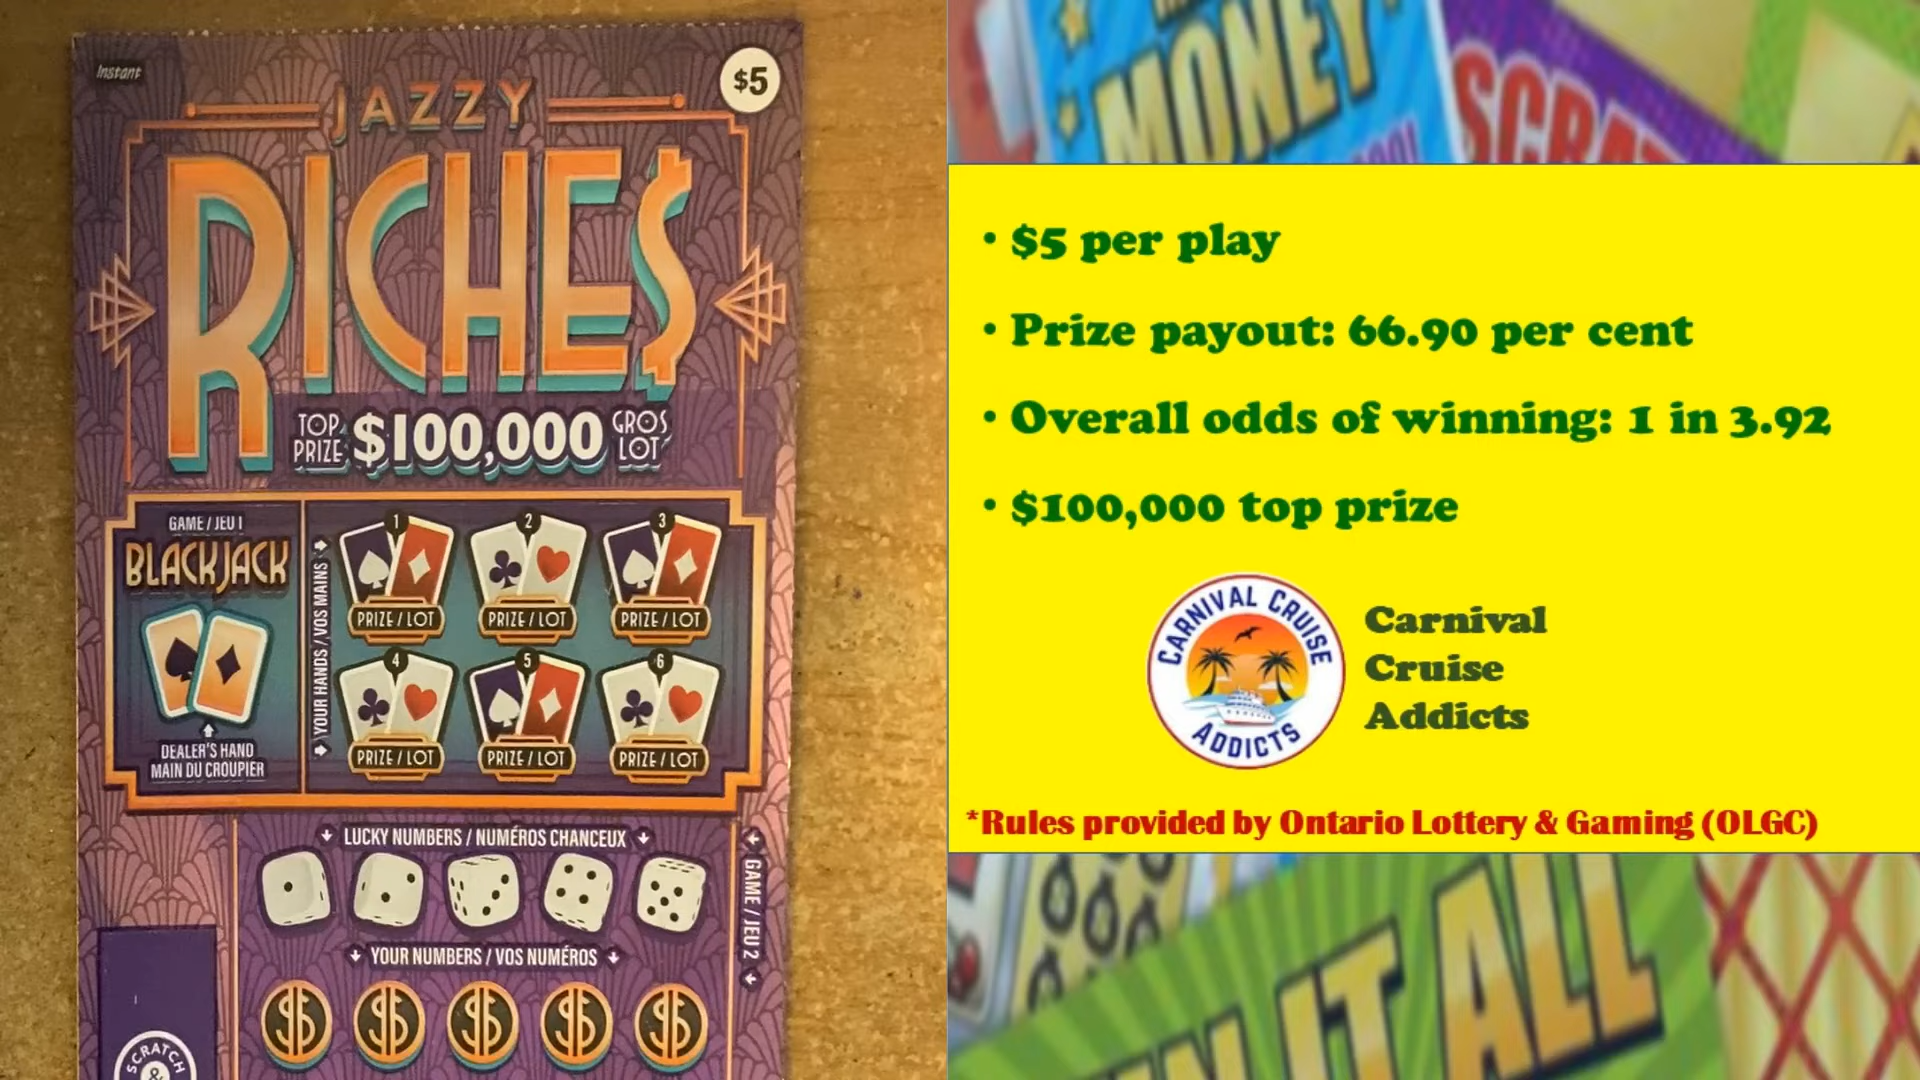 Instant
$5
JAZZY
RICHE$
TOP PRIZE $100,000 GROS LOT
GAME / JEU 1
BLACKJACK
DEALER'S HAND
MAIN DU CROUPIER
YOUR HANDS / VOS MAINS
1
2
3
PRIZE / LOT
PRIZE / LOT
PRIZE / LOT
4
5
6
PRIZE / LOT
PRIZE / LOT
PRIZE / LOT
LUCKY NUMBERS / NUMÉROS CHANCEUX
YOUR NUMBERS / VOS NUMÉROS
GAME / JEU 2
SCRATCH
&
MONEY
• $5 per play
• Prize payout: 66.90 per cent
• Overall odds of winning: 1 in 3.92
• $100,000 top prize
CARNIVAL CRUISE
ADDICTS
Carnival
Cruise
Addicts
*Rules provided by Ontario Lottery & Gaming (OLGC)
IT ALL